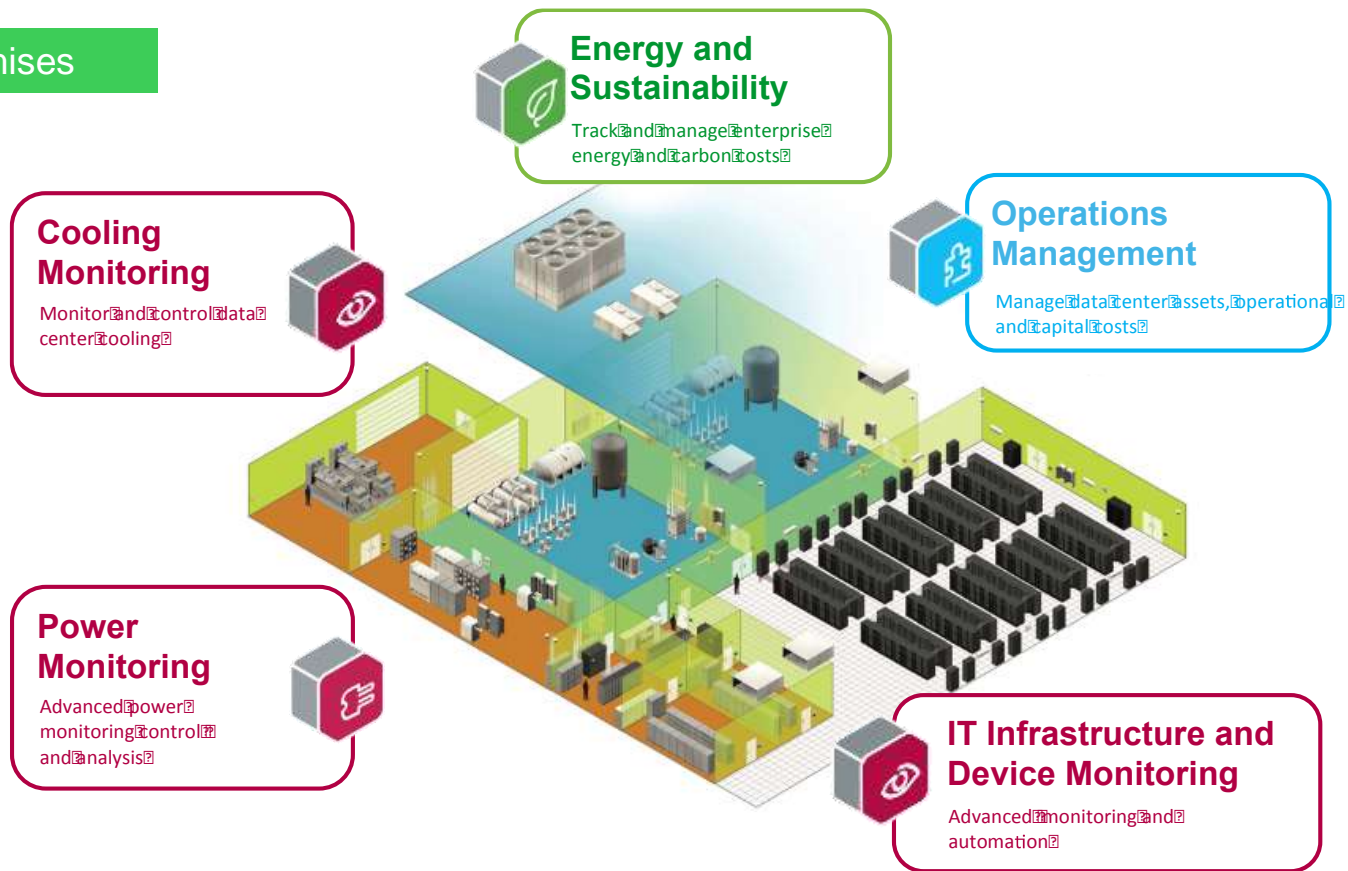 nises
Energy and
Sustainability
Track and manage enterprise
energy and carbon costs
Cooling
Monitoring
Monitor and control data
center cooling
Operations
Management
Manage data center assets, operational
and capital costs
Power
Monitoring
Advanced power
monitoring control
and analysis
IT Infrastructure and
Device Monitoring
Advanced monitoring and
automation